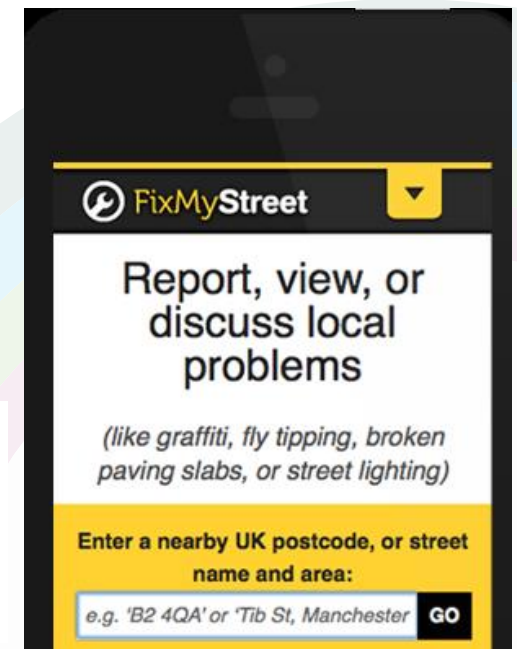 FixMyStreet
Report, view, or
discuss local
problems
(like graffiti, fly tipping, broken
paving slabs, or street lighting)
Enter a nearby UK postcode, or street
name and area:
e.g. 'B2 4QA' or 'Tib St, Manchester
GO